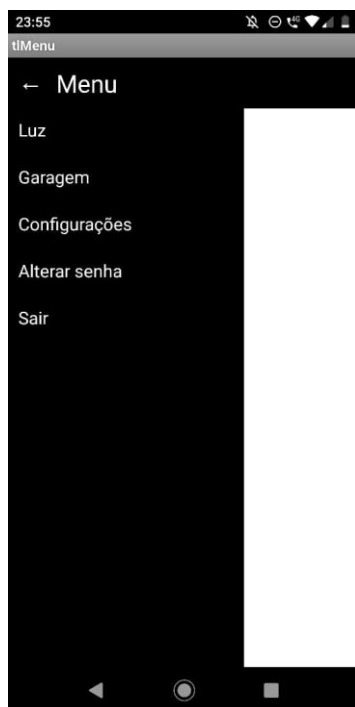 23:55
tlMenu
← Menu
Luz
Garagem
Configurações
Alterar senha
Sair